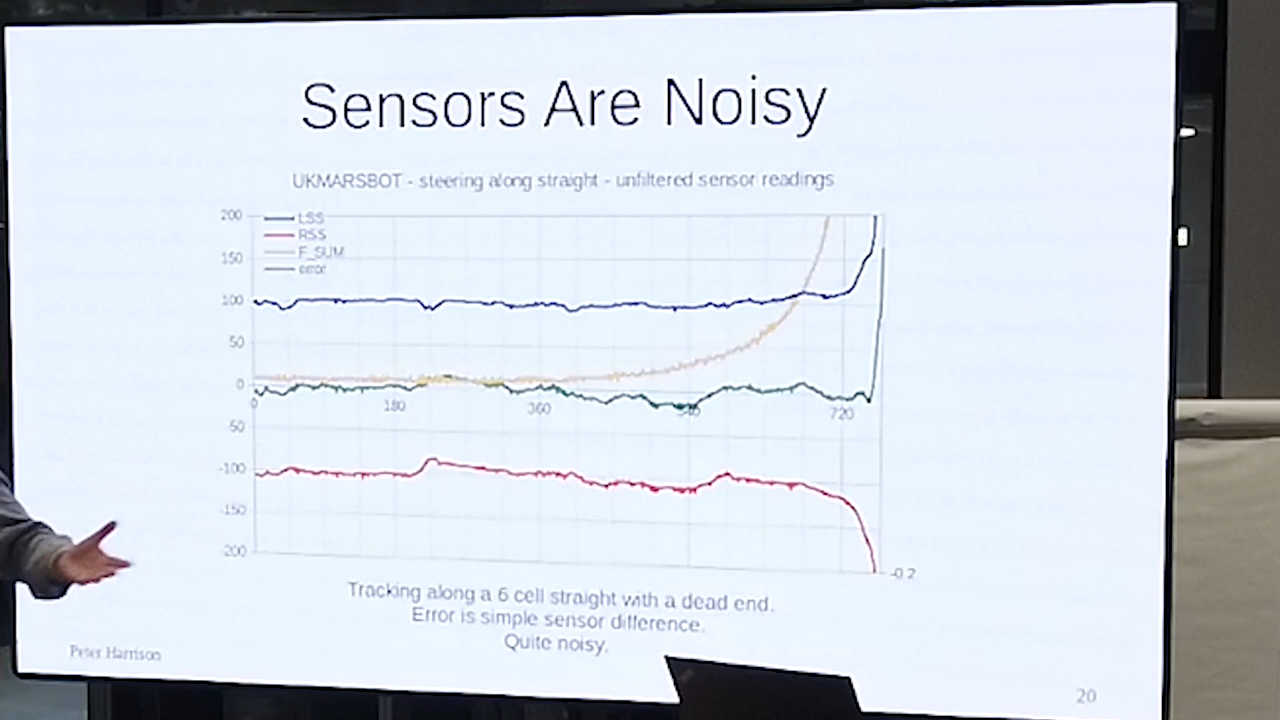 Sensors Are Noisy
UKMARSBOT - steering along straight - unfiltered sensor readings
200
LSS
RSS
150
F_SUM
error
100
50
0
0 180 360 540 720
-50
-100
-150
-200
-0.2
Tracking along a 6 cell straight with a dead end.
Error is simple sensor difference.
Quite noisy.
Peter Harrison
20